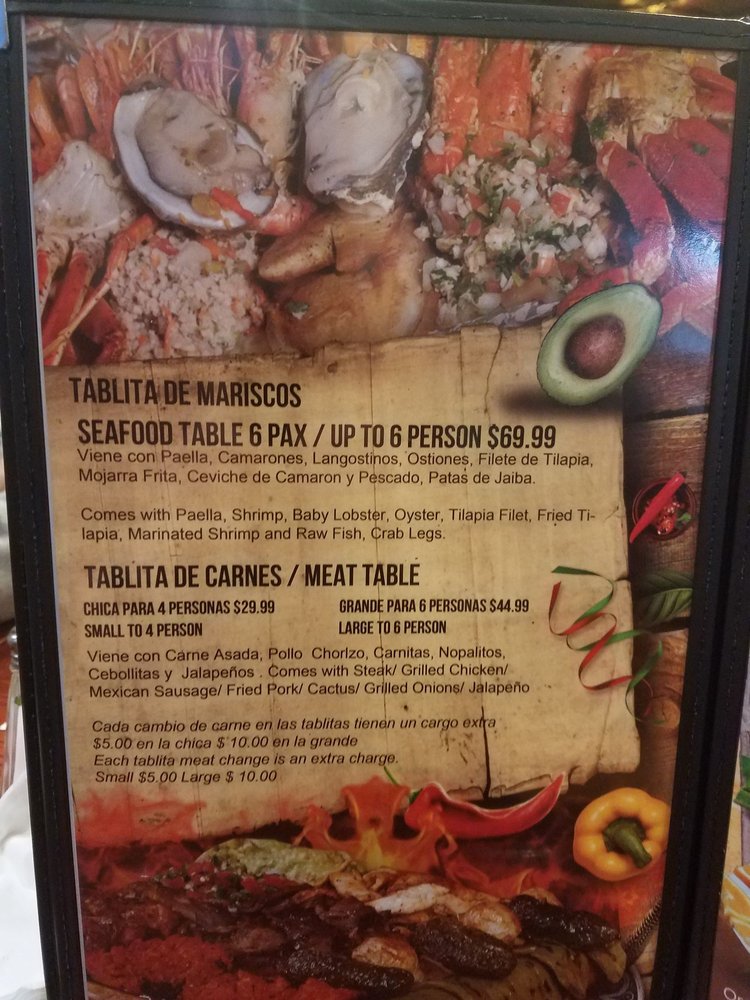 TABLITA DE MARISCOS
SEAFOOD TABLE 6 PAX / UP TO 6 PERSON $69.99
Viene con Paella, Camarones, Langostinos, Ostiones, Filete de Tilapia,
Mojarra Frita, Ceviche de Camaron y Pescado, Patas de Jaiba.
Comes with Paella, Shrimp, Baby Lobster, Oyster, Tilapia Filet, Fried Ti-
lapia, Marinated Shrimp and Raw Fish, Crab Legs.
TABLITA DE CARNES / MEAT TABLE
CHICA PARA 4 PERSONAS $29.99 GRANDE PARA 6 PERSONAS $44.99
SMALL TO 4 PERSON LARGE TO 6 PERSON
Viene con Carne Asada, Pollo Chorizo, Carnitas, Nopalitos,
Cebollitas y Jalapeños . Comes with Steak/ Grilled Chicken/
Mexican Sausage/ Fried Pork/ Cactus/ Grilled Onions/ Jalapeño
Cada cambio de carne en las tablitas tienen un cargo extra
$5.00 en la chica $ 10.00 en la grande
Each tablita meat change is an extra charge.
Small $5.00 Large $ 10.00